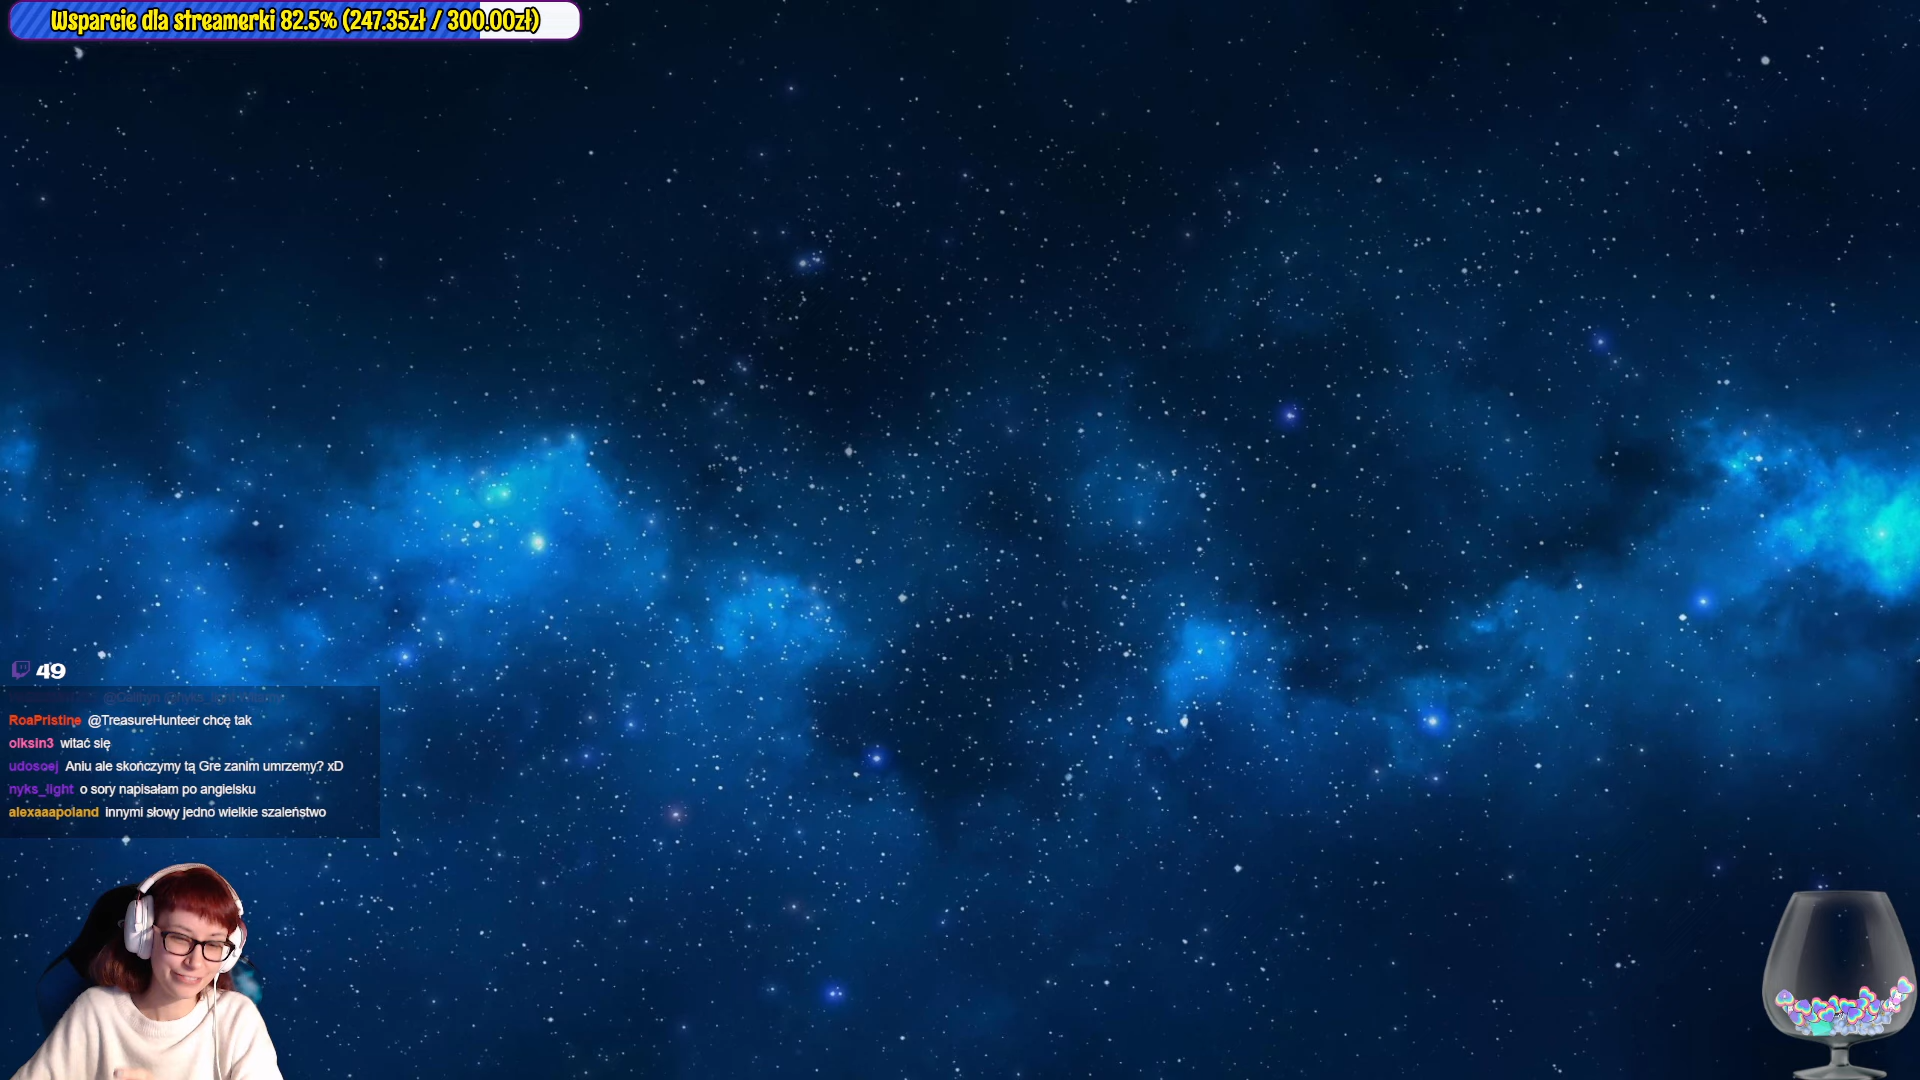 Wsparcie dla streamerki 82.5% (247.35zł / 300.00zł)
49
RoaPristine @TreasureHunteer chcę tak
olksin3 witać się
udosoej Aniu ale skończymy tą Gre zanim umrzemy? xD
nyks_light o sory napisałam po angielsku
alexaaapoland innymi słowy jedno wielkie szaleństwo